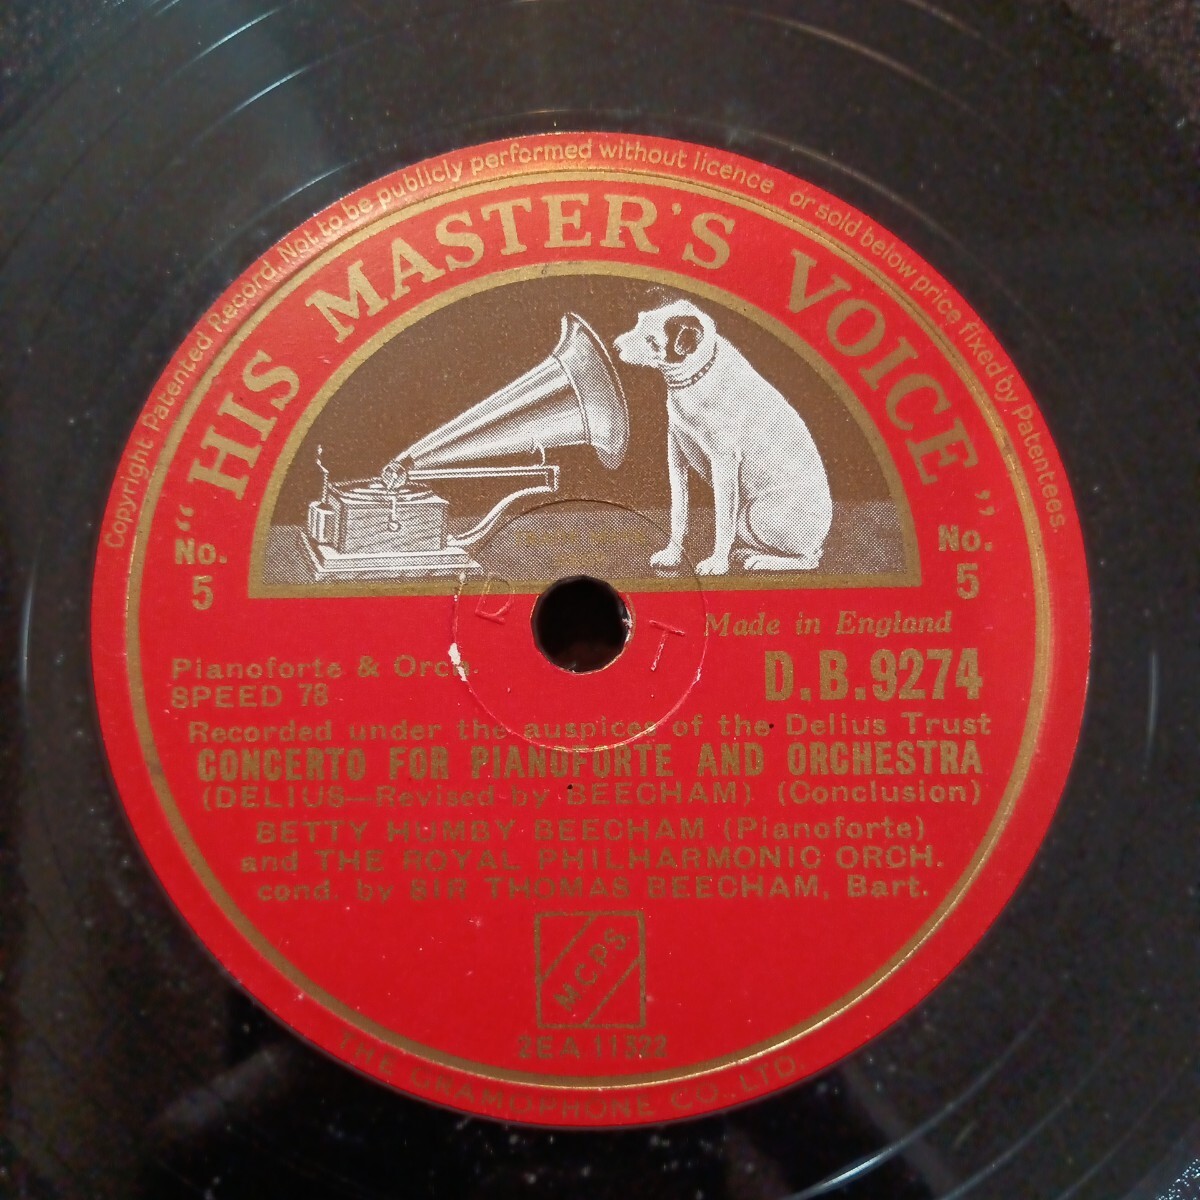 Copyright Patented Record. Not to be publicly performed without licence or sold below price fixed by Patentees.
"HIS MASTER'S VOICE"
No. 5
No. 5
D
T
Made in England
Pianoforte & Orch.
SPEED 78
D.B.9274
Recorded under the auspices of the Delius Trust
CONCERTO FOR PIANOFORTE AND ORCHESTRA
(DELIUS—Revised by BEECHAM) (Conclusion)
BETTY HUMBY BEECHAM (Pianoforte)
and THE ROYAL PHILHARMONIC ORCH.
cond. by SIR THOMAS BEECHAM, Bart.
M.C.P.S.
2EA 11322
THE GRAMOPHONE CO., LTD.